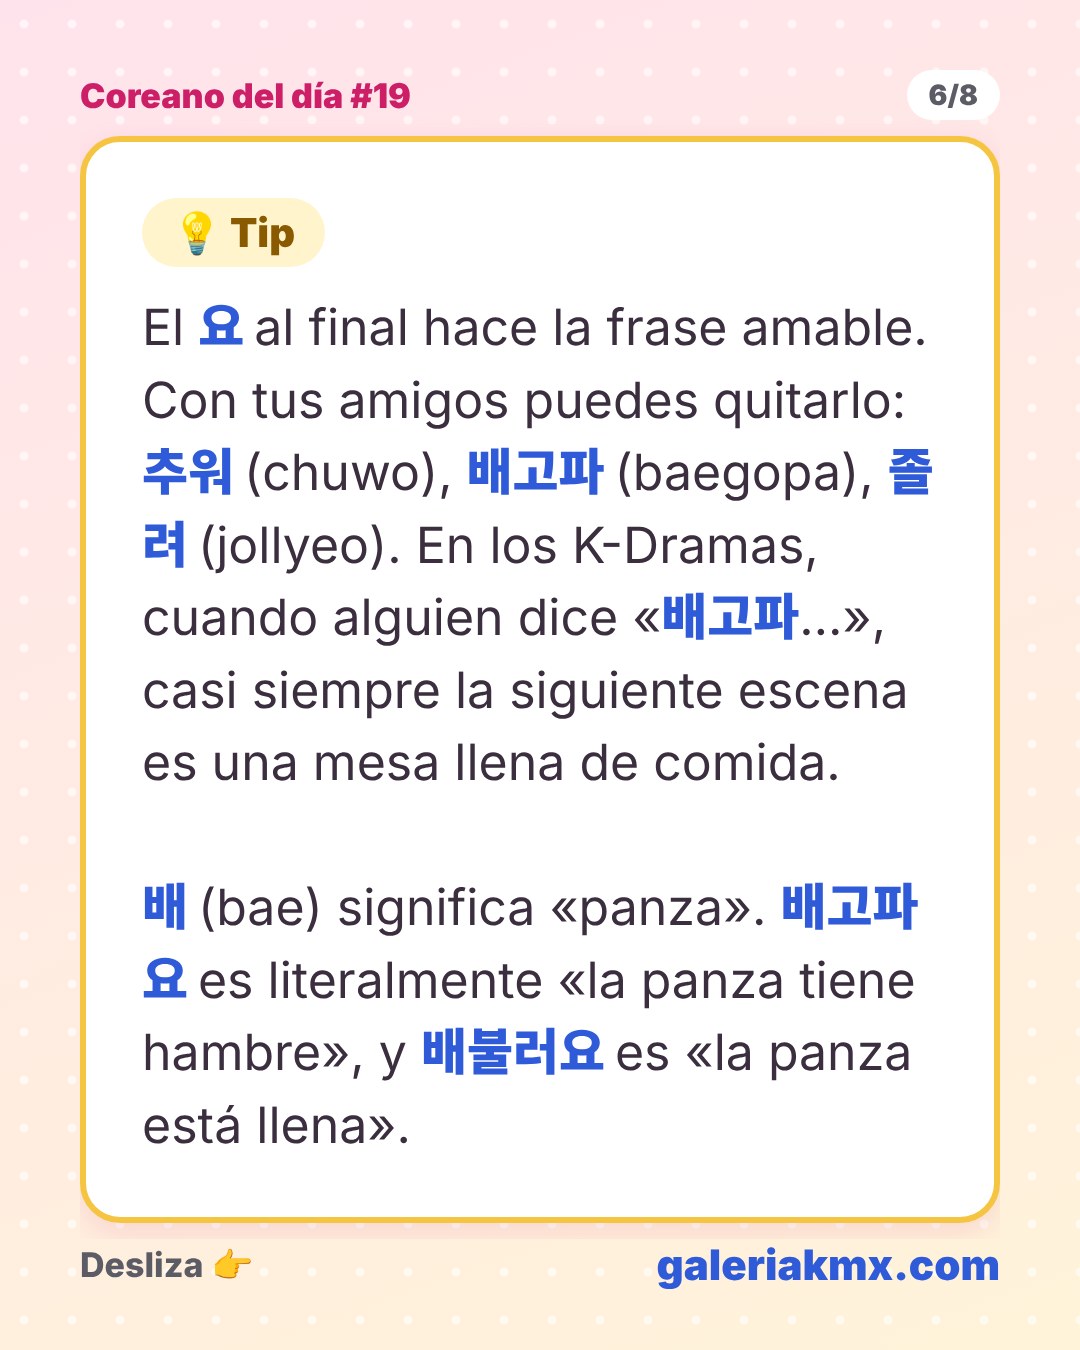 Coreano del día #19
6/8
💡 Tip
El 요 al final hace la frase amable.
Con tus amigos puedes quitarlo:
추워 (chuwo), 배고파 (baegopa), 졸
려 (jollyeo). En los K-Dramas,
cuando alguien dice «배고파...»,
casi siempre la siguiente escena
es una mesa llena de comida.
배 (bae) significa «panza». 배고파
요 es literalmente «la panza tiene
hambre», y 배불러요 es «la panza
está llena».
Desliza 👉
galeriakmx.com